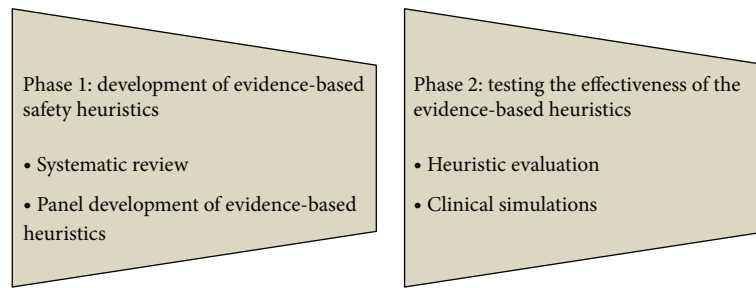 Phase 1: development of evidence-based
safety heuristics
• Systematic review
• Panel development of evidence-based
heuristics
Phase 2: testing the effectiveness of the
evidence-based heuristics
• Heuristic evaluation
• Clinical simulations